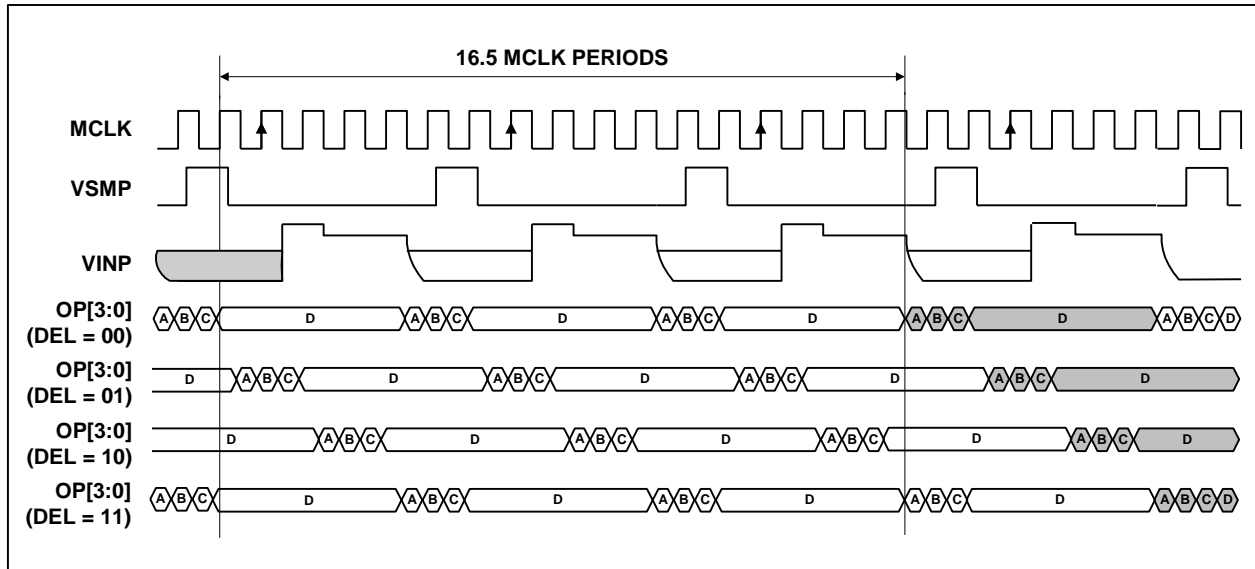 16.5 MCLK PERIODS
MCLK
VSMP
VINP
OP[3:0]
(DEL = 00)
A B C D A B C D A B C D A B C D A B C D
OP[3:0]
(DEL = 01)
D A B C D A B C D A B C D A B C D
OP[3:0]
(DEL = 10)
D A B C D A B C D A B C D A B C D
OP[3:0]
(DEL = 11)
A B C D A B C D A B C D A B C D A B C D